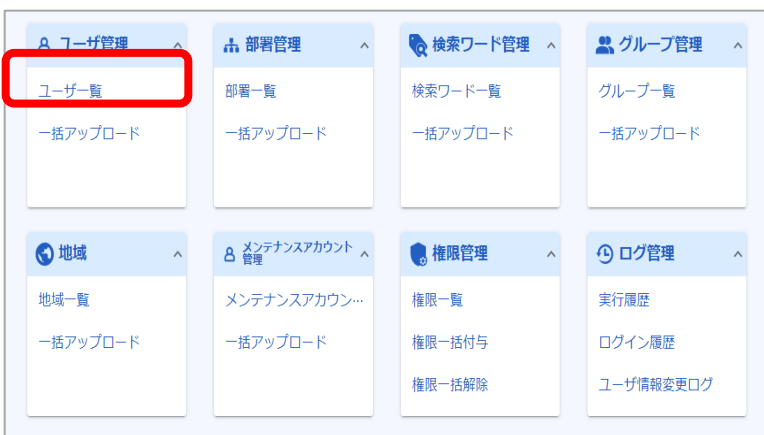 ユーザ管理
部署管理
検索ワード管理
グループ管理
ユーザ一覧
部署一覧
検索ワード一覧
グループ一覧
一括アップロード
一括アップロード
一括アップロード
一括アップロード
地域
メンテナンスアカウント
管理
権限管理
ログ管理
地域一覧
メンテナンスアカウン…
権限一覧
実行履歴
一括アップロード
一括アップロード
権限一括付与
ログイン履歴
権限一括解除
ユーザ情報変更ログ